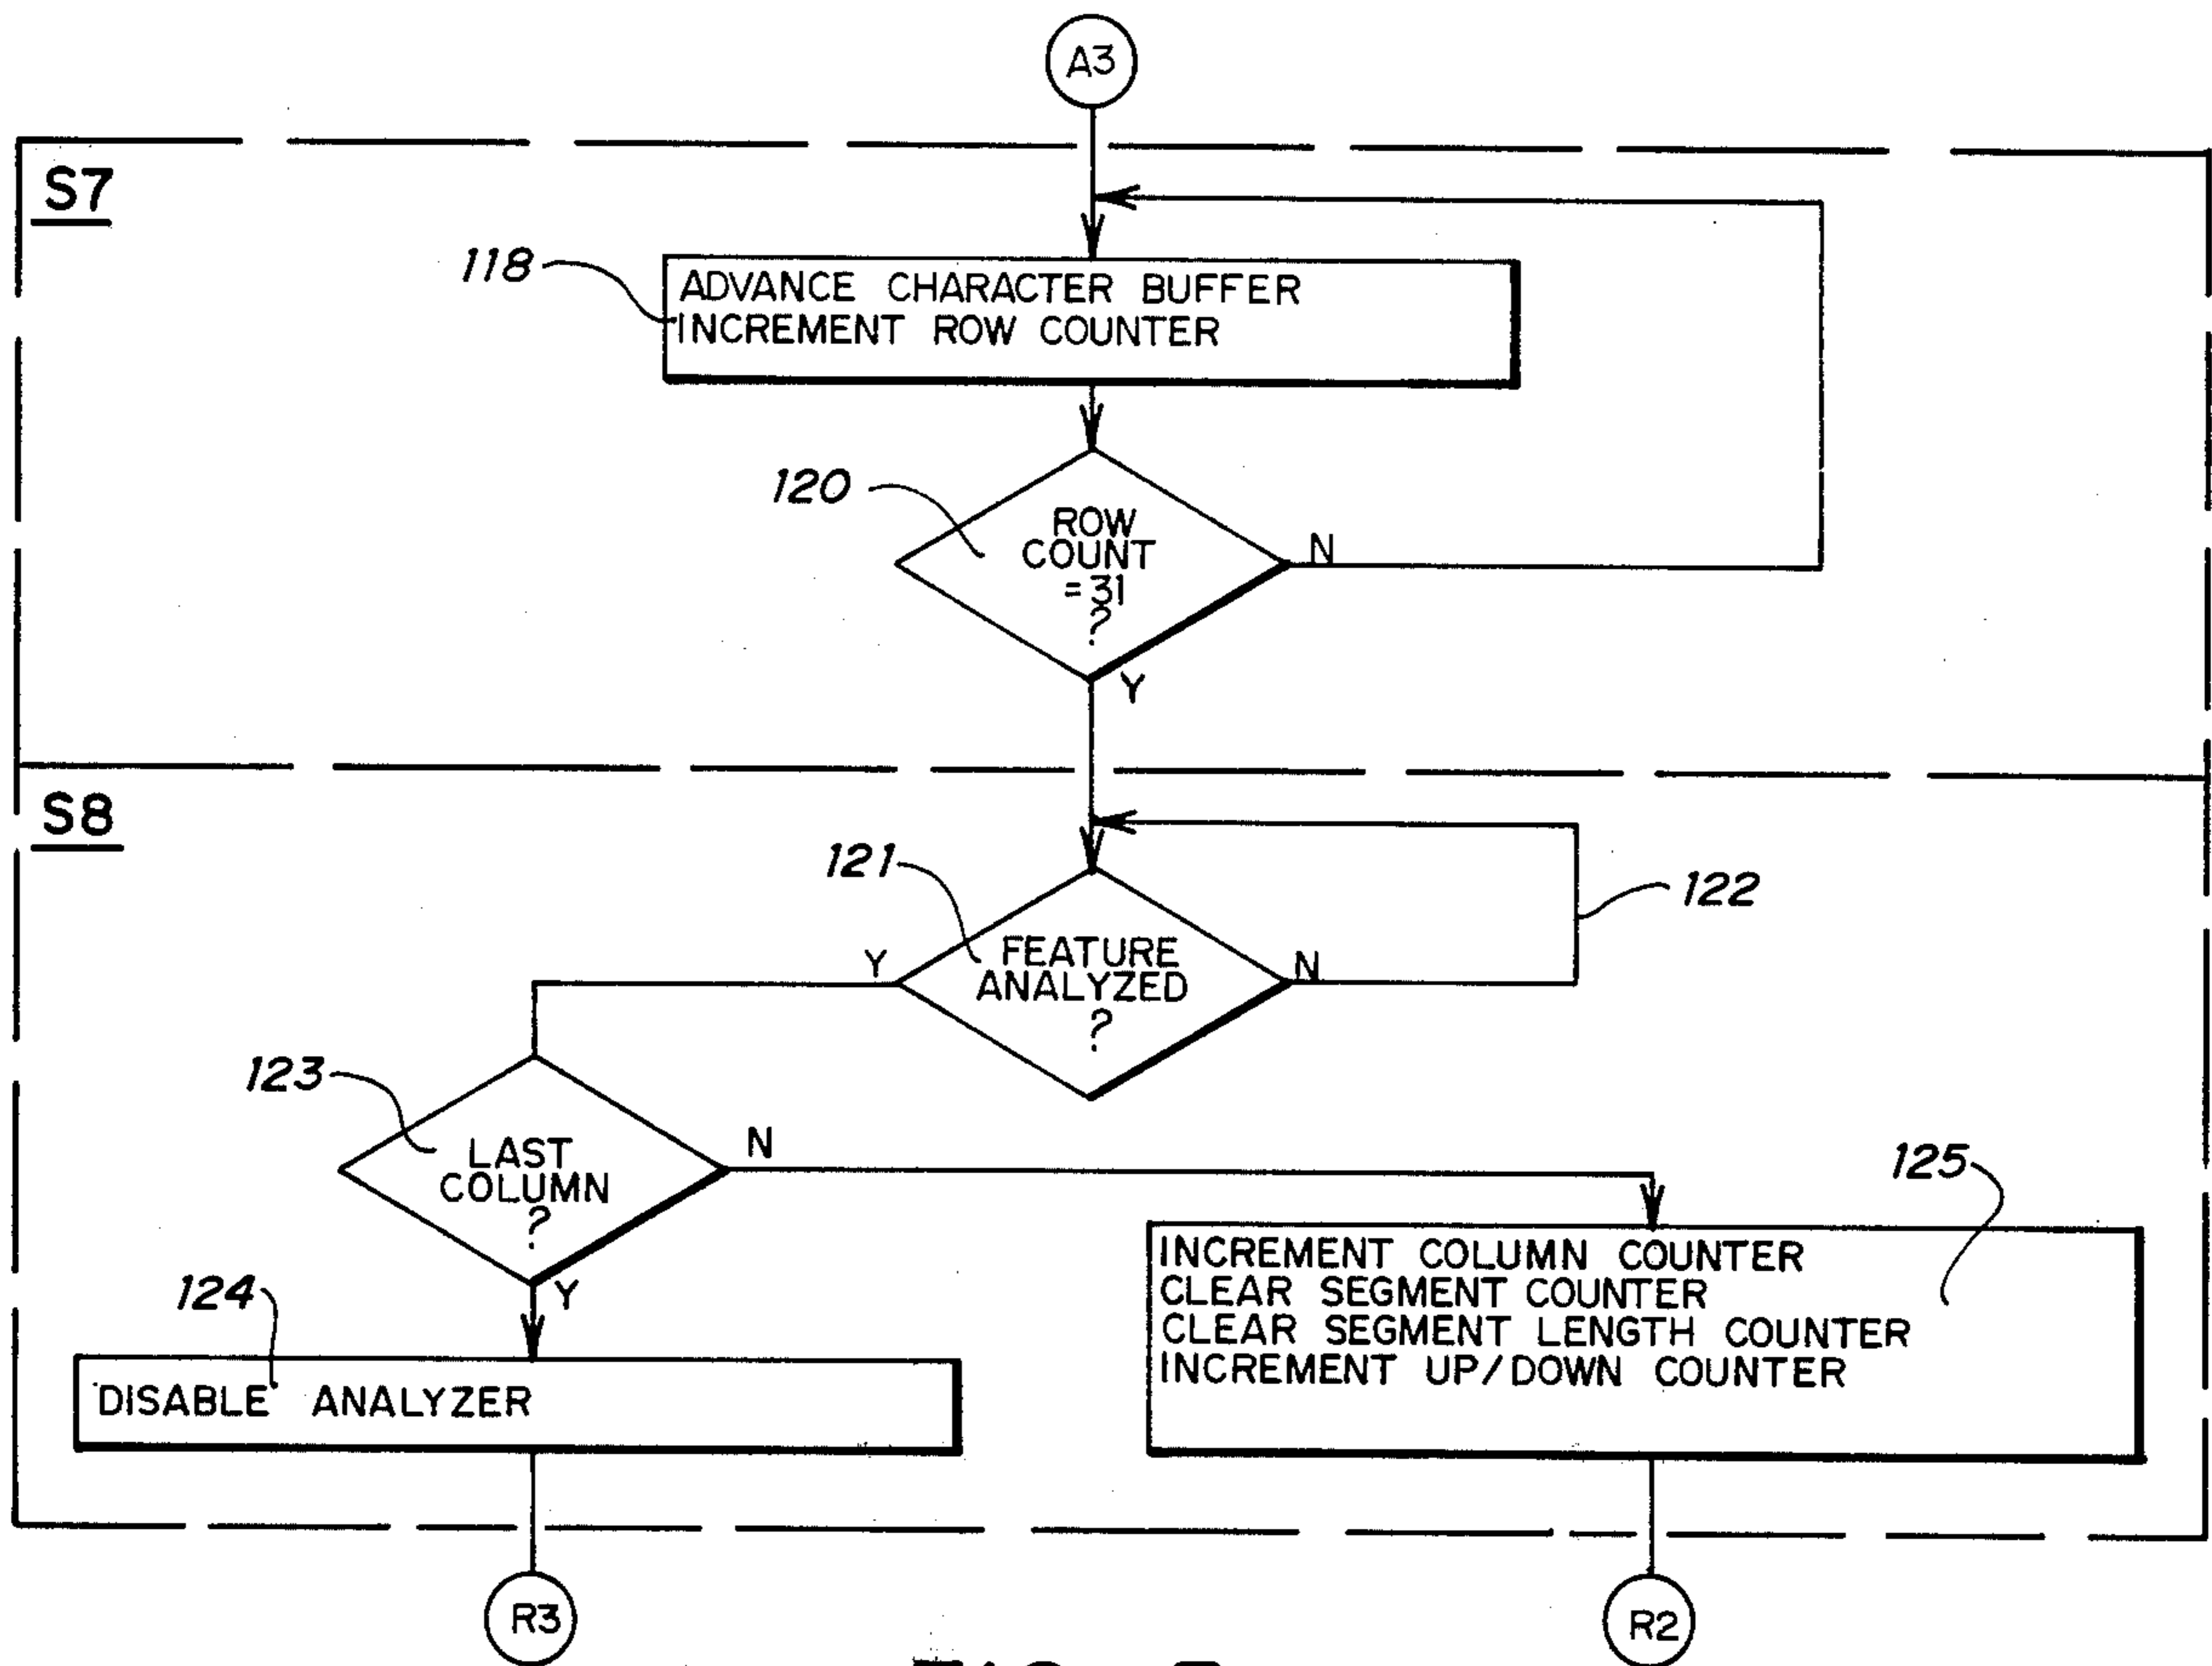 A3
S7
118
ADVANCE CHARACTER BUFFER
INCREMENT ROW COUNTER
120
ROW
COUNT
=31
?
N
Y
S8
121
122
FEATURE
ANALYZED
?
Y
N
123
LAST
COLUMN
?
N
Y
125
INCREMENT COLUMN COUNTER
CLEAR SEGMENT COUNTER
CLEAR SEGMENT LENGTH COUNTER
INCREMENT UP/DOWN COUNTER
124
DISABLE ANALYZER
R3
R2